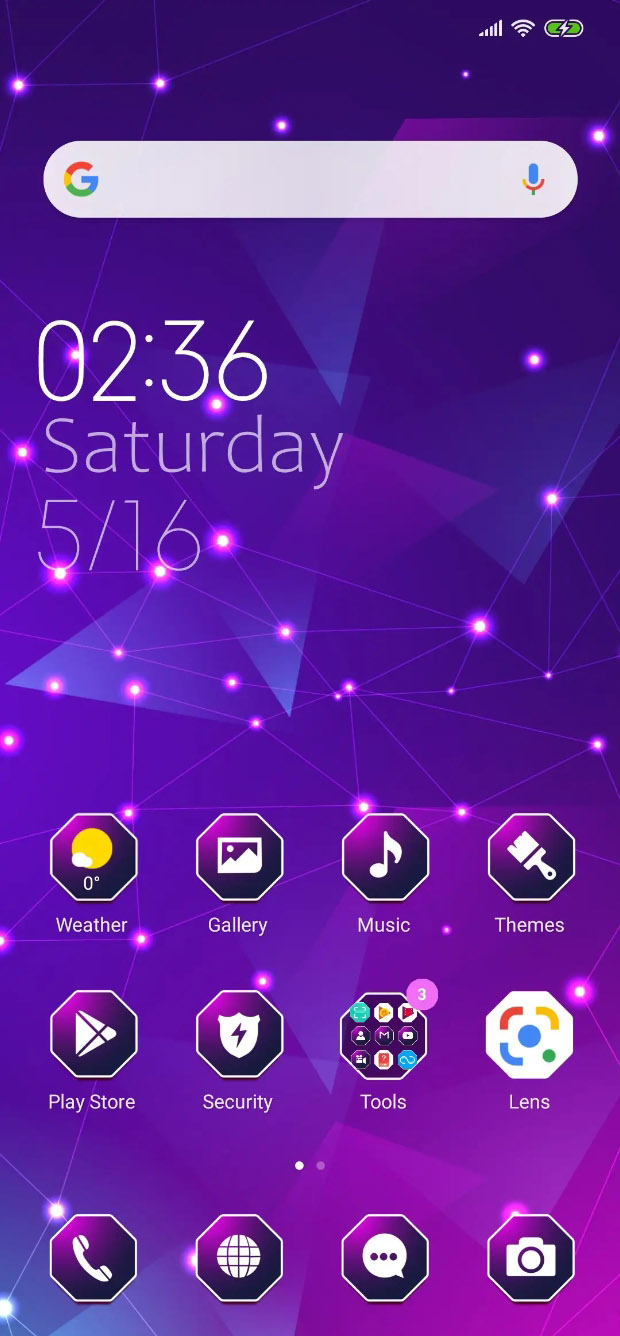 02:36
Saturday
5/16
0°
Weather
Gallery
Music
Themes
3
Play Store
Security
Tools
Lens